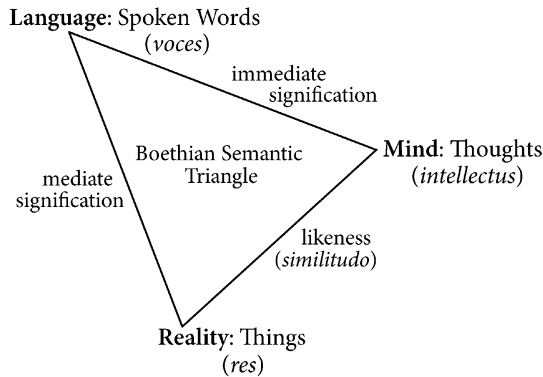 Language: Spoken Words
(voces)
immediate
signification
Boethian Semantic
Triangle
Mind: Thoughts
(intellectus)
mediate
signification
likeness
(similitudo)
Reality: Things
(res)